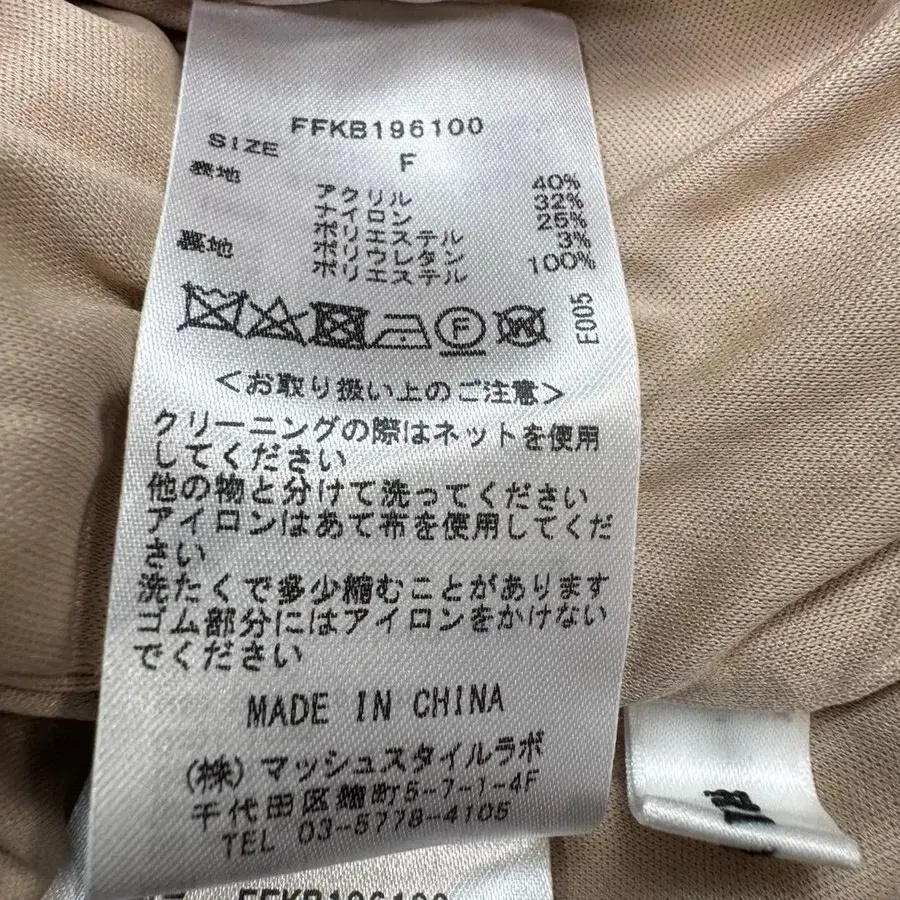 FFKB196100
SIZE F
表地 アクリル 40%
ナイロン 32%
ポリエステル 25%
ポリウレタン 3%
裏地 ポリエステル 100%
F W
E005
<お取り扱い上のご注意>
クリーニングの際はネットを使用
してください
他の物と分けて洗ってください
アイロンはあて布を使用してくだ
さい
洗たくで多少縮むことがあります
ゴム部分にはアイロンをかけない
でください
MADE IN CHINA
(株)マッシュスタイルラボ
千代田区麹町5-7-1-4F
TEL 03-5778-4105
FFKB196100